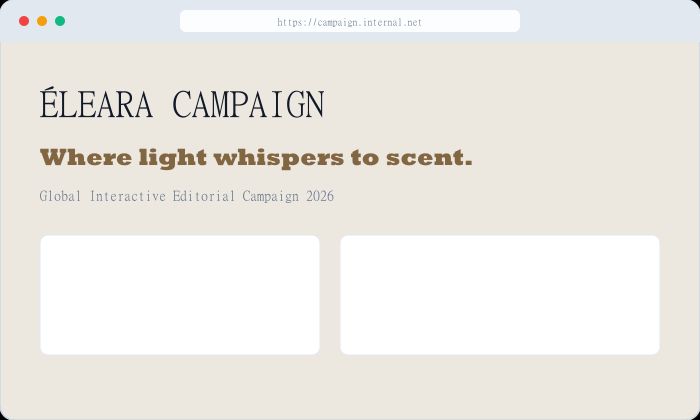 https://campaign.internal.net
ÉLEARA CAMPAIGN
Where light whispers to scent.
Global Interactive Editorial Campaign 2026